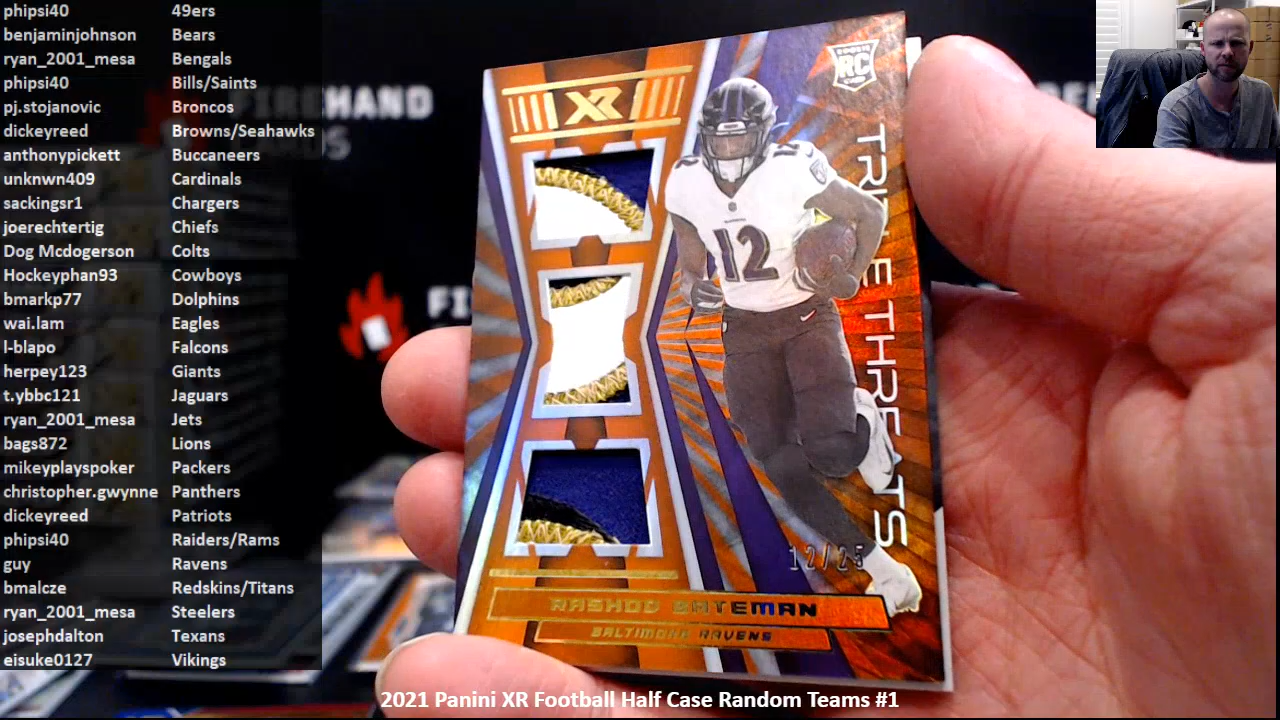 phipsi40 49ers
benjaminjohnson Bears
ryan_2001_mesa Bengals
phipsi40 Bills/Saints
pj.stojanovic Broncos
dickeyreed Browns/Seahawks
anthonypickett Buccaneers
unknwn409 Cardinals
sackingsr1 Chargers
joerechtertig Chiefs
Dog Mcdogerson Colts
Hockeyphan93 Cowboys
bmarkp77 Dolphins
wai.lam Eagles
l-blapo Falcons
herpey123 Giants
t.ybbc121 Jaguars
ryan_2001_mesa Jets
bags872 Lions
mikeyplayspoker Packers
christopher.gwynne Panthers
dickeyreed Patriots
phipsi40 Raiders/Rams
guy Ravens
bmalcze Redskins/Titans
ryan_2001_mesa Steelers
josephdalton Texans
eisuke0127 Vikings
FIREHAND
CARDS
XR
ROOKIE
RC
CARD
12
TRIPLE THREATS
12/25
RASHOD BATEMAN
BALTIMORE RAVENS
2021 Panini XR Football Half Case Random Teams #1